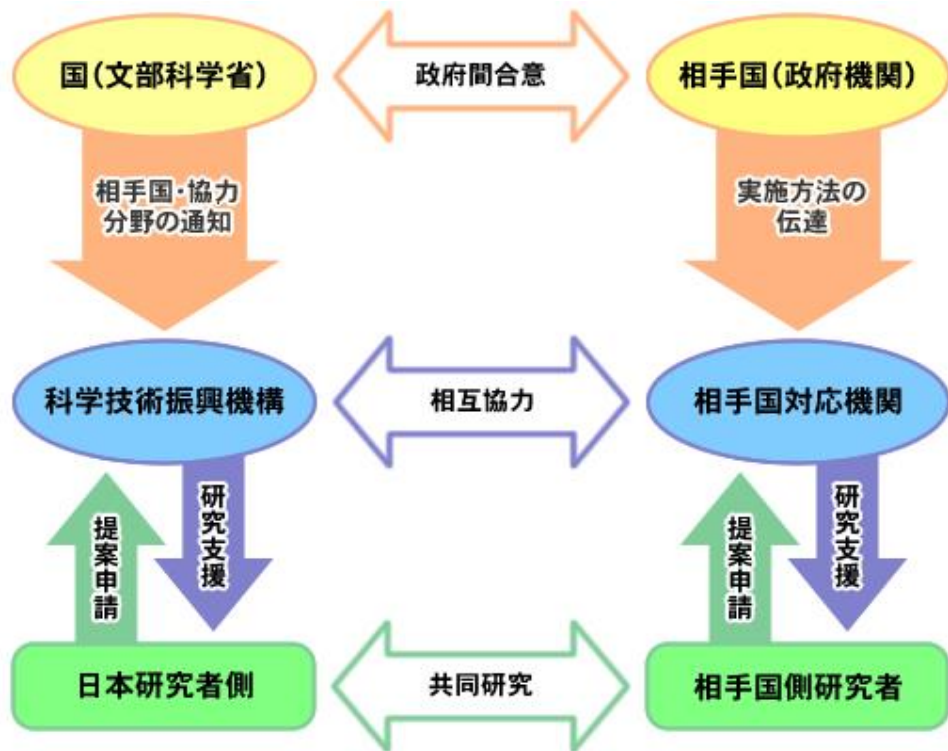 国(文部科学省)
政府間合意
相手国(政府機関)
相手国・協力
分野の通知
実施方法の
伝達
科学技術振興機構
相互協力
相手国対応機関
提案申請
研究支援
提案申請
研究支援
日本研究者側
共同研究
相手国側研究者